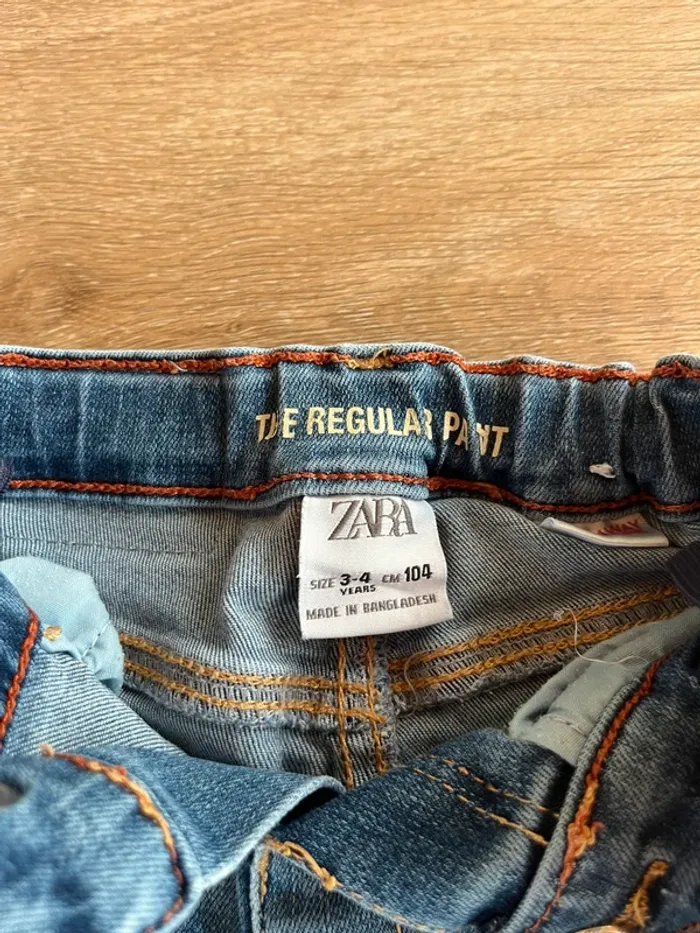 THE REGULAR PANT
ZARA
SIZE 3-4 CM 104
YEARS
MADE IN BANGLADESH